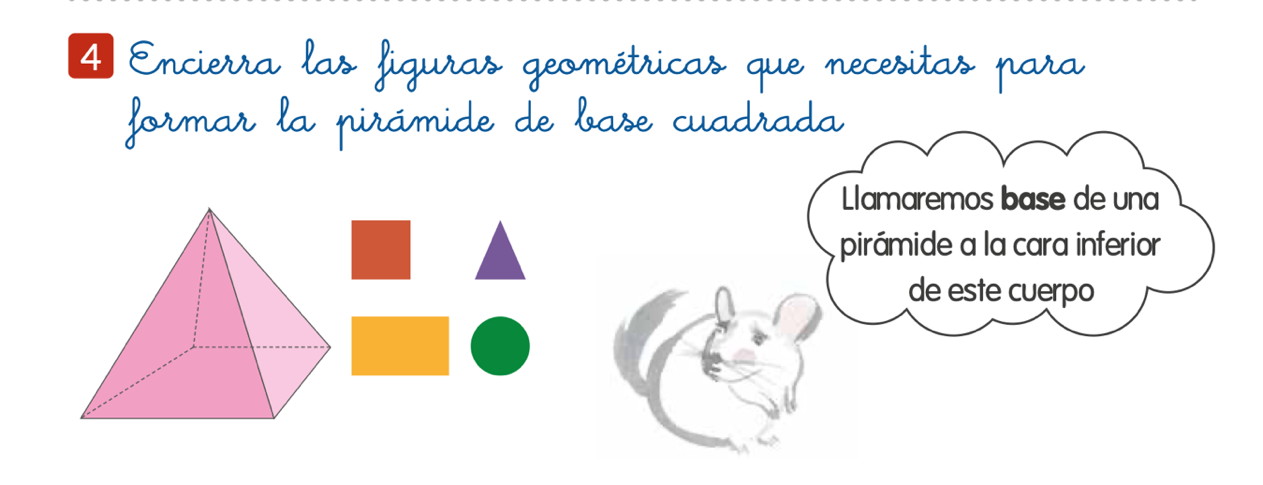 4 Encierra las figuras geométricas que necesitas para
formar la pirámide de base cuadrada
Llamaremos base de una
pirámide a la cara inferior
de este cuerpo